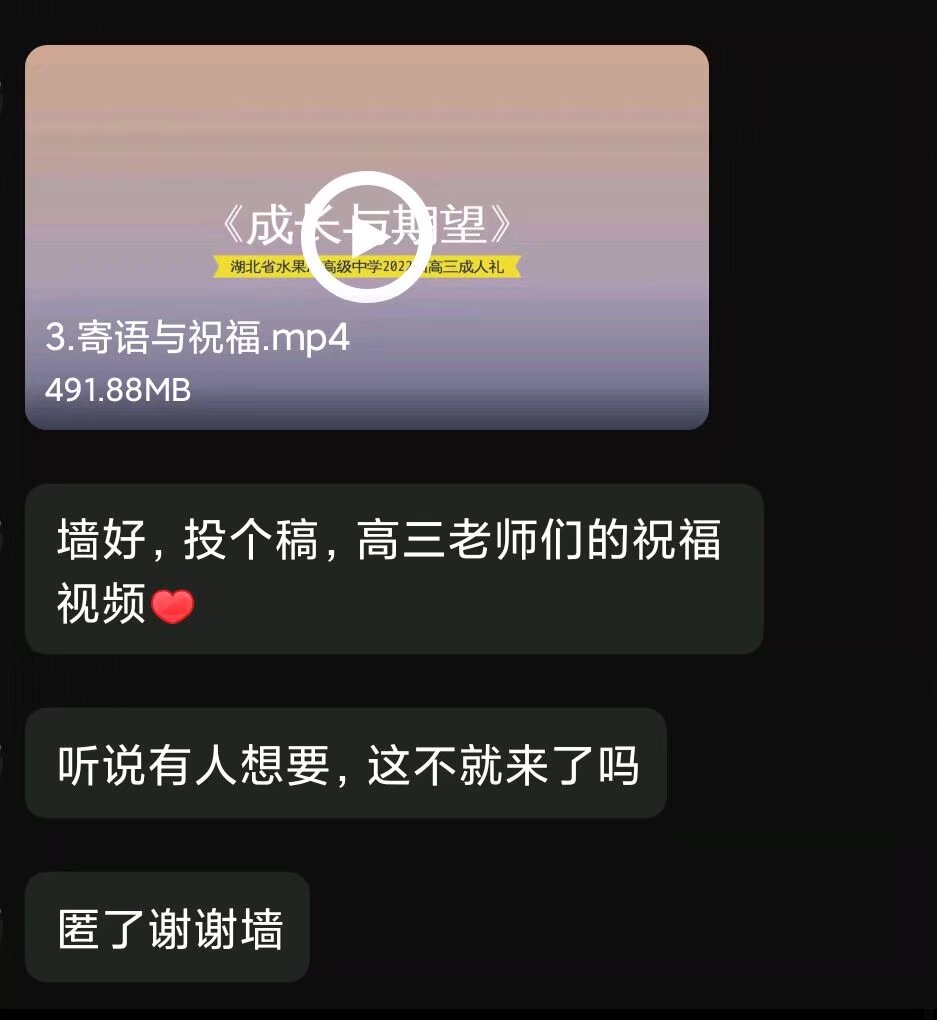 《成长与期望》
湖北省水果高级中学2022届高三成人礼
3.寄语与祝福.mp4
491.88MB
墙好，投个稿，高三老师们的祝福
视频
听说有人想要，这不就来了吗
匿了谢谢墙